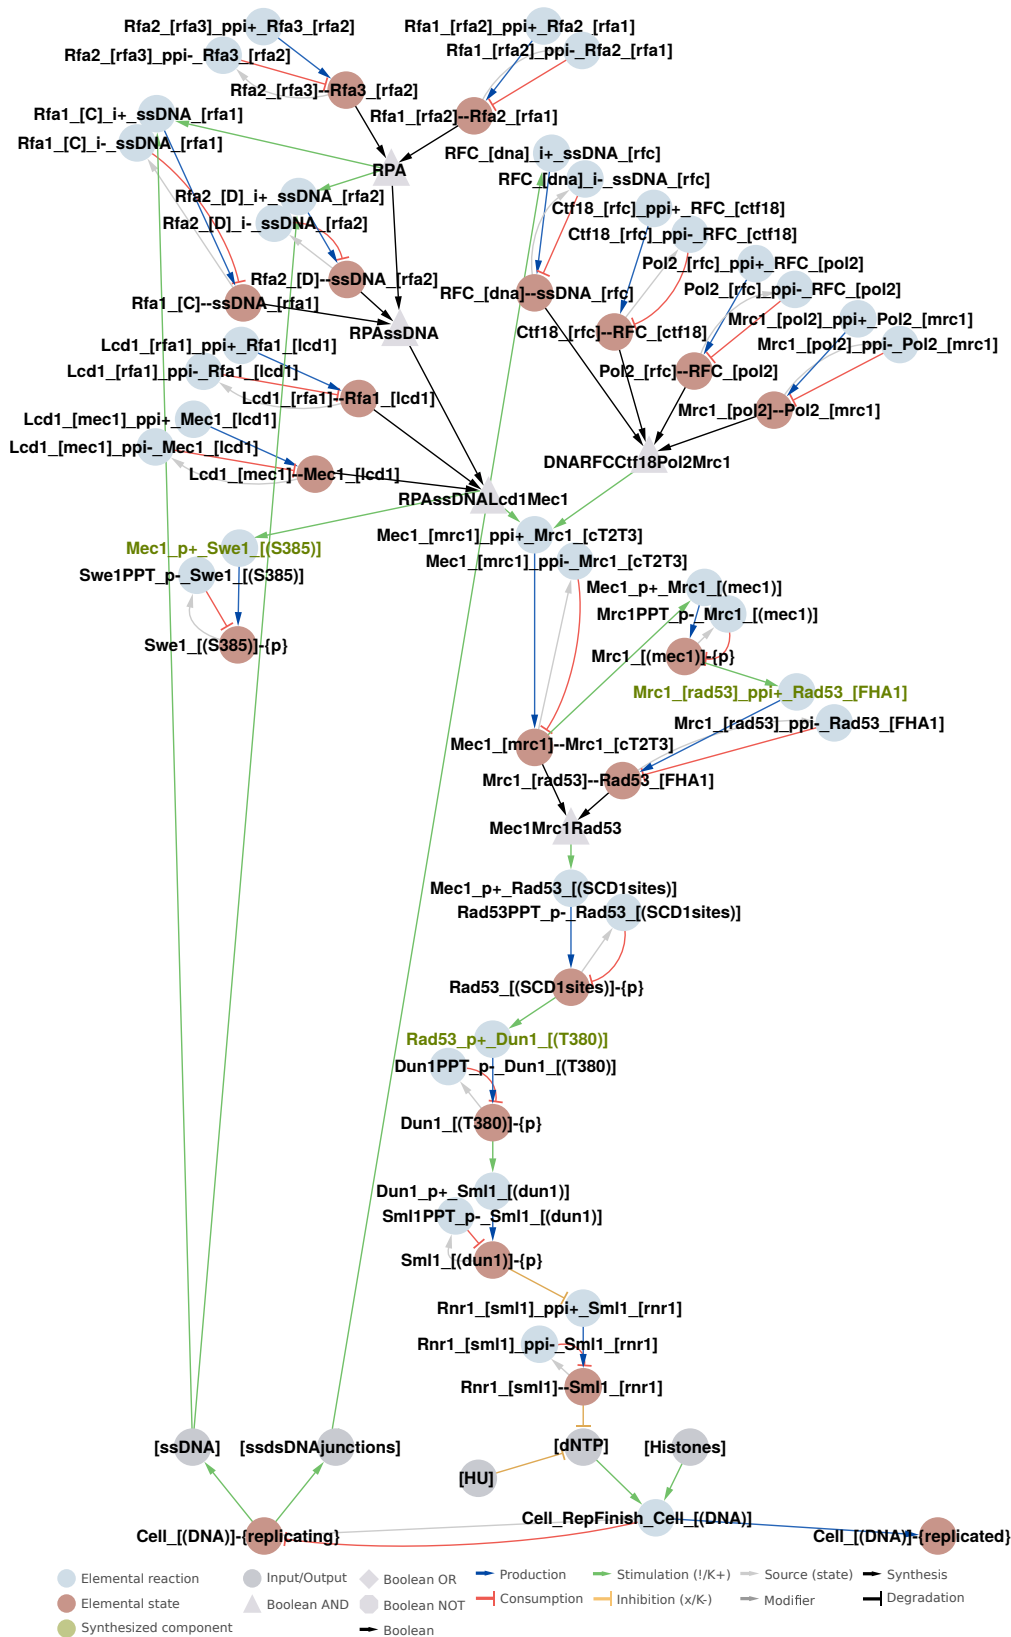 Rfa2_[rfa3]_ppi+_Rfa3_[rfa2]
Rfa1_[rfa2]_ppi+_Rfa2_[rfa1]
Rfa2_[rfa3]_ppi-_Rfa3_[rfa2]
Rfa1_[rfa2]_ppi-_Rfa2_[rfa1]
Rfa2_[rfa3]--Rfa3_[rfa2]
Rfa1_[C]_i+_ssDNA_[rfa1]
Rfa1_[rfa2]--Rfa2_[rfa1]
Rfa1_[C]_i-_ssDNA_[rfa1]
RFC_[dna]_i+_ssDNA_[rfc]
RPA
RFC_[dna]_i-_ssDNA_[rfc]
Rfa2_[D]_i+_ssDNA_[rfa2]
Ctf18_[rfc]_ppi+_RFC_[ctf18]
Rfa2_[D]_i-_ssDNA_[rfa2]
Ctf18_[rfc]_ppi-_RFC_[ctf18]
Pol2_[rfc]_ppi+_RFC_[pol2]
Rfa2_[D]--ssDNA_[rfa2]
Pol2_[rfc]_ppi-_RFC_[pol2]
RFC_[dna]--ssDNA_[rfc]
Rfa1_[C]--ssDNA_[rfa1]
Mrc1_[pol2]_ppi+_Pol2_[mrc1]
RPAssDNA
Ctf18_[rfc]--RFC_[ctf18]
Lcd1_[rfa1]_ppi+_Rfa1_[lcd1]
Mrc1_[pol2]_ppi-_Pol2_[mrc1]
Lcd1_[rfa1]_ppi-_Rfa1_[lcd1]
Pol2_[rfc]--RFC_[pol2]
Lcd1_[rfa1]--Rfa1_[lcd1]
Mrc1_[pol2]--Pol2_[mrc1]
Lcd1_[mec1]_ppi+_Mec1_[lcd1]
Lcd1_[mec1]_ppi-_Mec1_[lcd1]
DNARFCCtf18Pol2Mrc1
Lcd1_[mec1]--Mec1_[lcd1]
RPAssDNALcd1Mec1
Mec1_[mrc1]_ppi+_Mrc1_[cT2T3]
Mec1_p+_Swe1_[(S385)]
Mec1_[mrc1]_ppi-_Mrc1_[cT2T3]
Swe1PPT_p-_Swe1_[(S385)]
Mec1_p+_Mrc1_[(mec1)]
Mrc1PPT_p-_Mrc1_[(mec1)]
Swe1_[(S385)]-{p}
Mrc1_[(mec1)]-{p}
Mrc1_[rad53]_ppi+_Rad53_[FHA1]
Mrc1_[rad53]_ppi-_Rad53_[FHA1]
Mec1_[mrc1]--Mrc1_[cT2T3]
Mrc1_[rad53]--Rad53_[FHA1]
Mec1Mrc1Rad53
Mec1_p+_Rad53_[(SCD1sites)]
Rad53PPT_p-_Rad53_[(SCD1sites)]
Rad53_[(SCD1sites)]-{p}
Rad53_p+_Dun1_[(T380)]
Dun1PPT_p-_Dun1_[(T380)]
Dun1_[(T380)]-{p}
Dun1_p+_Sml1_[(dun1)]
Sml1PPT_p-_Sml1_[(dun1)]
Sml1_[(dun1)]-{p}
Rnr1_[sml1]_ppi+_Sml1_[rnr1]
Rnr1_[sml1]_ppi-_Sml1_[rnr1]
Rnr1_[sml1]--Sml1_[rnr1]
[ssDNA] [ssdsDNAjunctions] [dNTP] [Histones]
[HU]
Cell_RepFinish_Cell_[(DNA)]
Cell_[(DNA)]-{replicating} Cell_[(DNA)]-{replicated}
Elemental reaction Input/Output Boolean OR Production Stimulation (!/K+) Source (state) Synthesis
Elemental state Boolean AND Boolean NOT Consumption Inhibition (x/K-) Modifier Degradation
Synthesized component Boolean